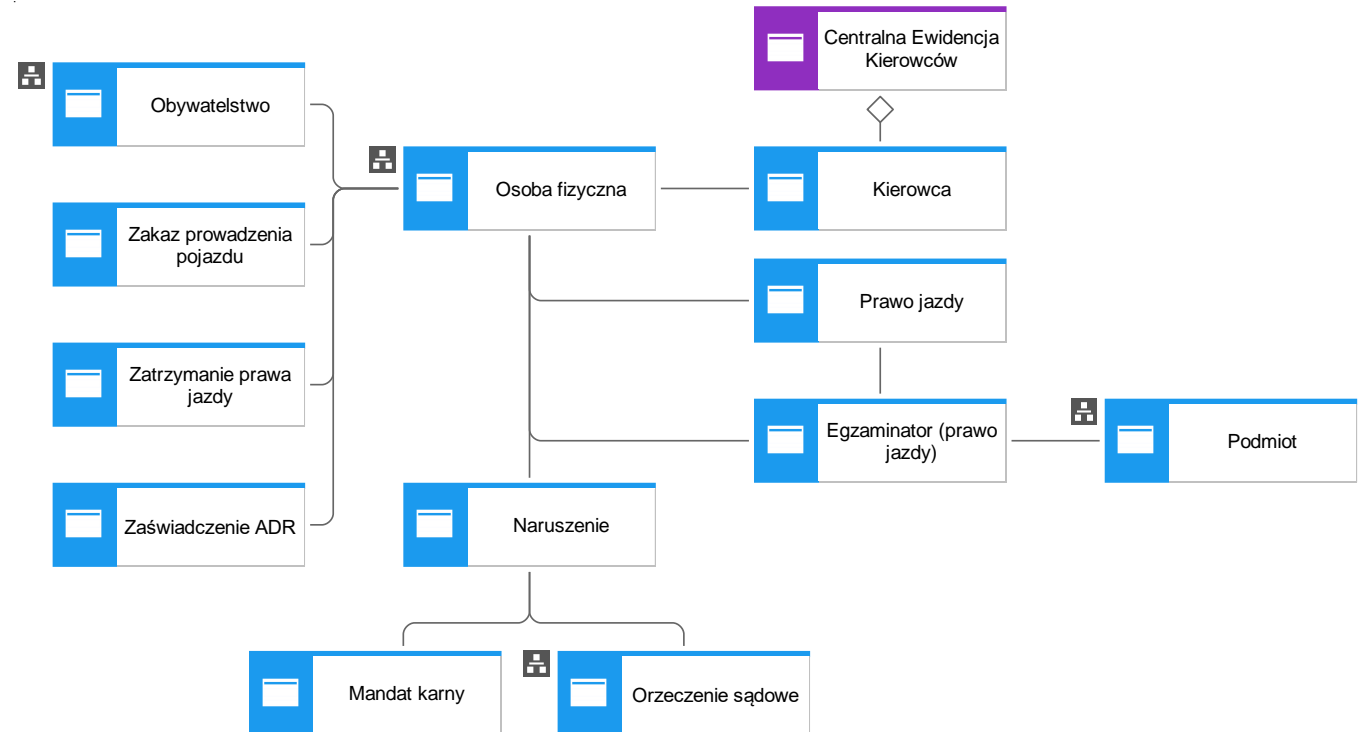 Centralna Ewidencja
Kierowców
Obywatelstwo
Osoba fizyczna
Kierowca
Zakaz prowadzenia
pojazdu
Prawo jazdy
Zatrzymanie prawa
jazdy
Egzaminator (prawo
jazdy)
Podmiot
Zaświadczenie ADR
Naruszenie
Mandat karny
Orzeczenie sądowe